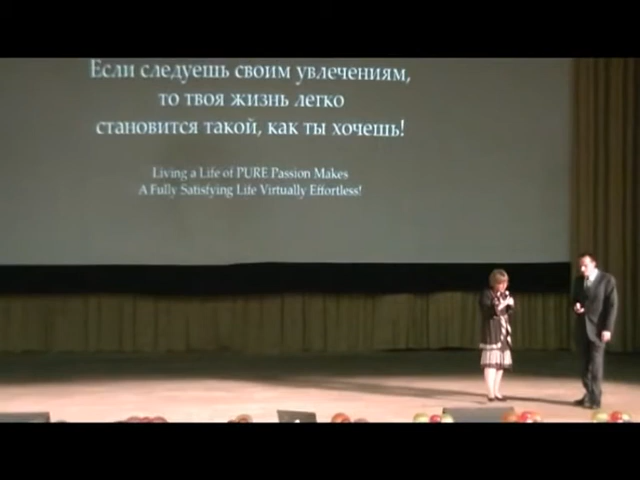 Если следуешь своим увлечениям,
то твоя жизнь легко
становится такой, как ты хочешь!
Living a Life of PURE Passion Makes
A Fully Satisfying Life Virtually Effortless!